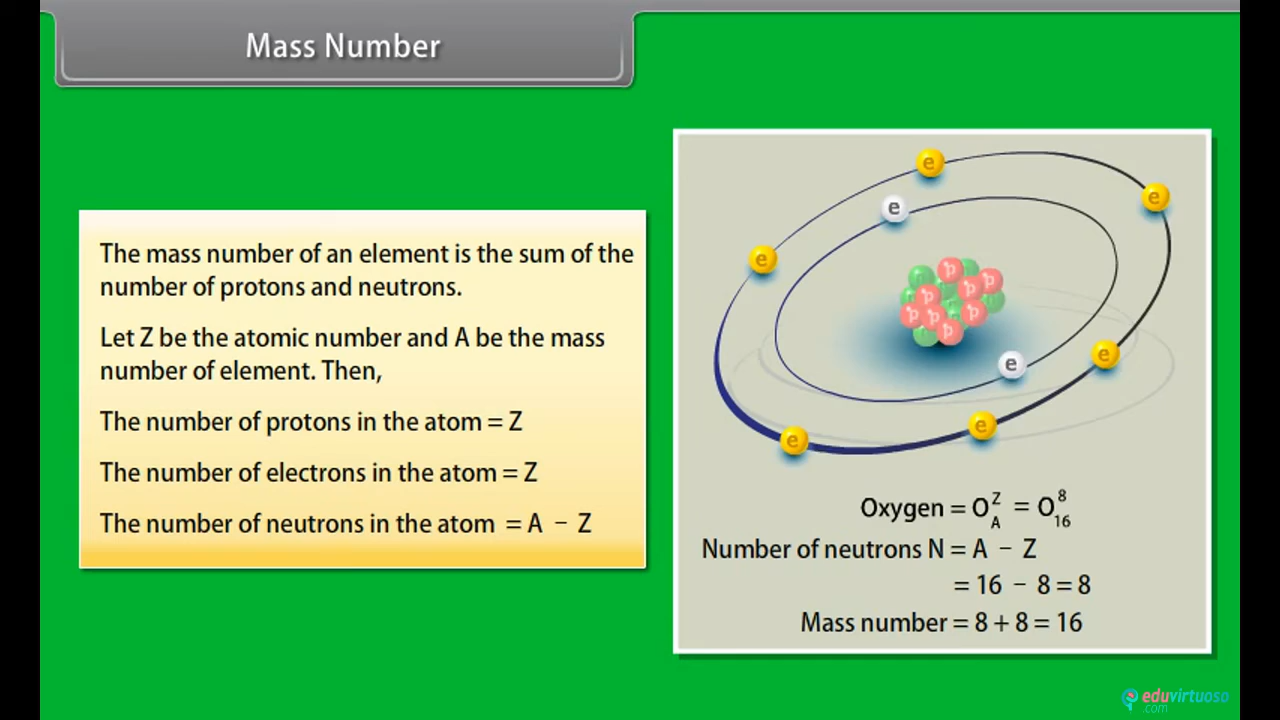 Mass Number
The mass number of an element is the sum of the
number of protons and neutrons.
Let Z be the atomic number and A be the mass
number of element. Then,
The number of protons in the atom = Z
The number of electrons in the atom = Z
The number of neutrons in the atom = A − Z
e
e
e
e
e
e
e
e
p
p
p
p
p
p
p
p
Oxygen = O Z A = O 8 16
Number of neutrons N = A − Z
= 16 − 8 = 8
Mass number = 8 + 8 = 16
eduvirtuoso
.com